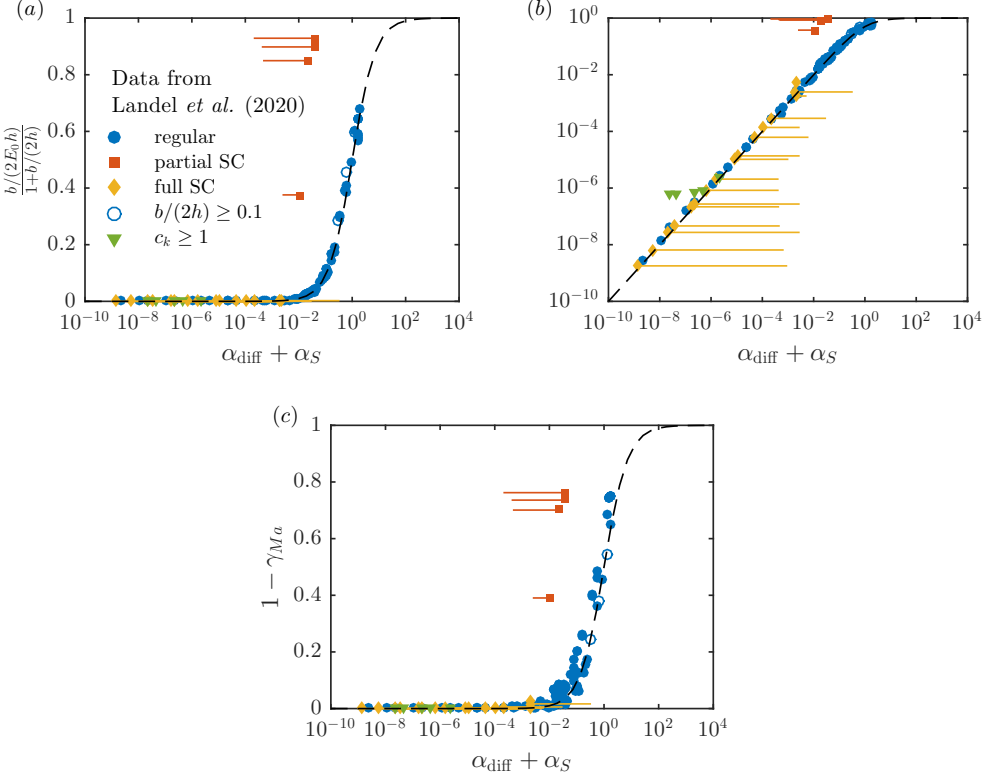 (a)
1
0.8
0.6
0.4
0.2
0
b/(2E₀h)
1+b/(2h)
Data from
Landel et al. (2020)
regular
partial SC
full SC
b/(2h) ≥ 0.1
cₖ ≥ 1
10⁻¹⁰ 10⁻⁸ 10⁻⁶ 10⁻⁴ 10⁻² 10⁰ 10² 10⁴
α_diff + α_S
(b)
10⁰
10⁻²
10⁻⁴
10⁻⁶
10⁻⁸
10⁻¹⁰
10⁻¹⁰ 10⁻⁸ 10⁻⁶ 10⁻⁴ 10⁻² 10⁰ 10² 10⁴
α_diff + α_S
(c)
1
0.8
0.6
0.4
0.2
0
1 − γ_Ma
10⁻¹⁰ 10⁻⁸ 10⁻⁶ 10⁻⁴ 10⁻² 10⁰ 10² 10⁴
α_diff + α_S